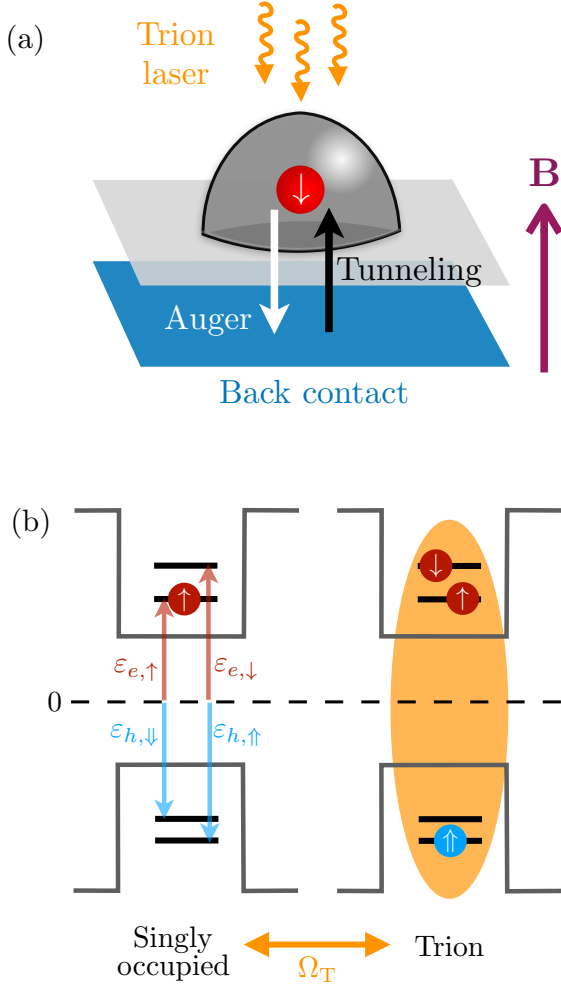 (a)
Trion
laser
↓
B
Tunneling
Auger
Back contact
(b)
↑
↓
↑
ε_{e,↑}
ε_{e,↓}
0
ε_{h,⇓}
ε_{h,⇑}
⇑
Singly
occupied
Ω_T
Trion